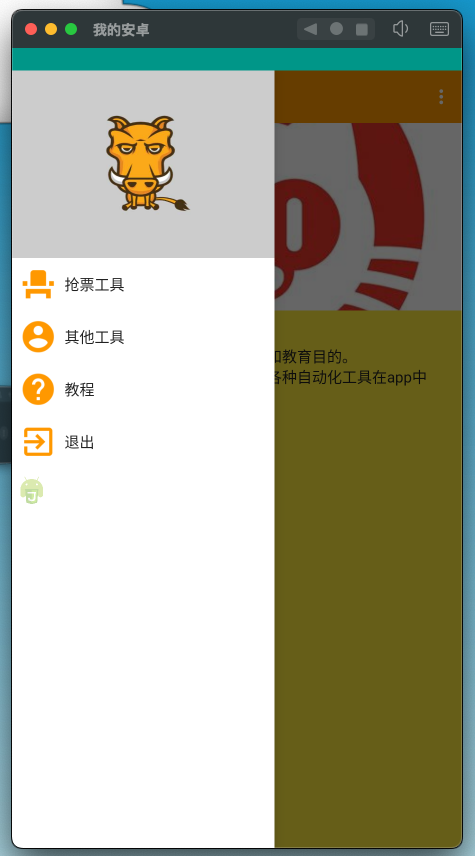 我的安卓
抢票工具
其他工具
教程
退出
和教育目的。
各种自动化工具在app中